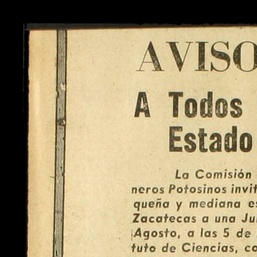 AVISO
A Todos
Estado
La Comisión
neros Potosinos invit
queña y mediana es
Zacatecas a una Ju
Agosto, a las 5 de
tuto de Ciencias, ca